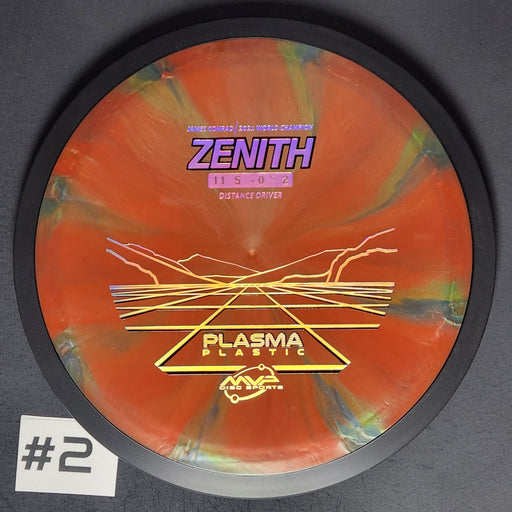 JAMES CONRAD / 2021 WORLD CHAMPION
ZENITH
11 5 -0.5 2
DISTANCE DRIVER
PLASMA
PLASTIC
MVP
DISC SPORTS
#2